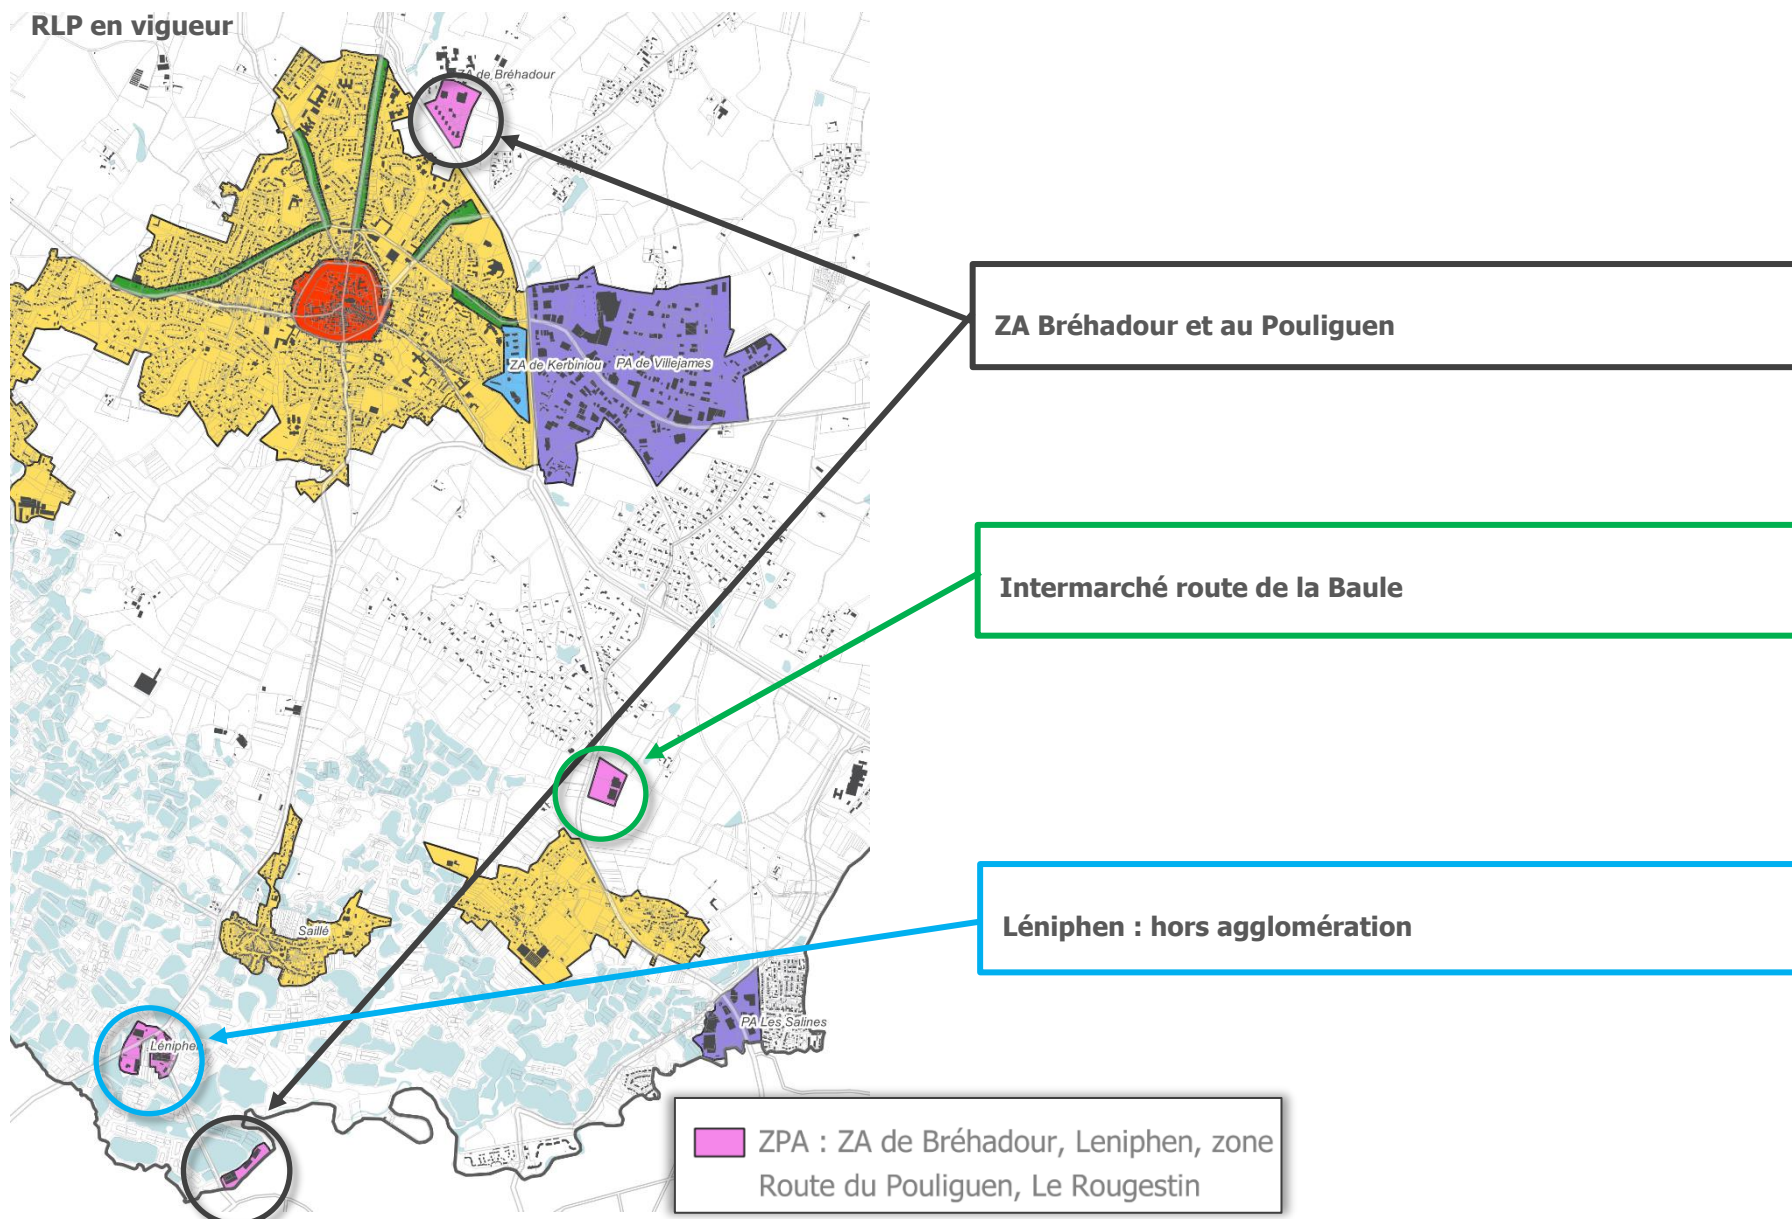 RLP en vigueur
ZA de Bréhadour
ZA Bréhadour et au Pouliguen
ZA de Kerbiniou
PA de Villejames
Intermarché route de la Baule
Léniphen : hors agglomération
Saillé
PA Les Salines
Léniphen
ZPA : ZA de Bréhadour, Leniphen, zone
Route du Pouliguen, Le Rougestin